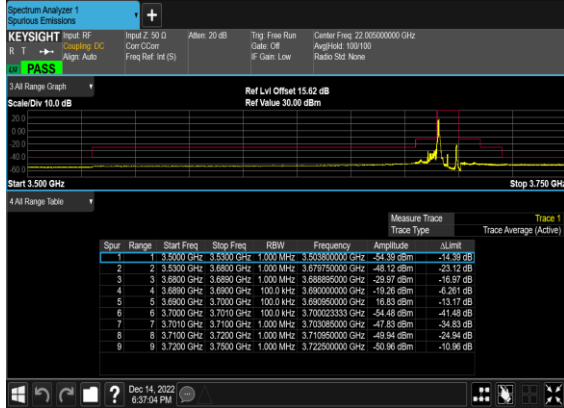 Spectrum Analyzer 1
Spurious Emissions
KEYSIGHT Input: RF Input Z: 50 Ω Atten: 20 dB Trig: Free Run Center Freq: 22.005000000 GHz
R T Coupling: DC Corr CCorr Gate: Off Avg|Hold: 100/100
Align: Auto Freq Ref: Int (S) IF Gain: Low Radio Std: None
PASS
3 All Range Graph
Ref Lvl Offset 15.62 dB
Scale/Div 10.0 dB Ref Value 30.00 dBm
20.0
0.00
-20.0
-40.0
-60.0
Start 3.500 GHz Stop 3.750 GHz
4 All Range Table
Measure Trace Trace 1
Trace Type Trace Average (Active)
Spur Range Start Freq Stop Freq RBW Frequency Amplitude ΔLimit
1 1 3.5000 GHz 3.5300 GHz 1.000 MHz 3.503800000 GHz -54.39 dBm -14.39 dB
2 2 3.5300 GHz 3.6800 GHz 1.000 MHz 3.679750000 GHz -48.12 dBm -23.12 dB
3 3 3.6800 GHz 3.6890 GHz 1.000 MHz 3.688895000 GHz -29.97 dBm -16.97 dB
4 4 3.6890 GHz 3.6900 GHz 100.0 kHz 3.690000000 GHz -19.26 dBm -6.261 dB
5 5 3.6900 GHz 3.7000 GHz 100.0 kHz 3.690950000 GHz 16.83 dBm -13.17 dB
6 6 3.7000 GHz 3.7010 GHz 100.0 kHz 3.700023333 GHz -54.48 dBm -41.48 dB
7 7 3.7010 GHz 3.7100 GHz 1.000 MHz 3.703085000 GHz -47.83 dBm -34.83 dB
8 8 3.7100 GHz 3.7200 GHz 1.000 MHz 3.710950000 GHz -49.94 dBm -24.94 dB
9 9 3.7200 GHz 3.7500 GHz 1.000 MHz 3.722500000 GHz -50.96 dBm -10.96 dB
Dec 14, 2022
6:37:04 PM